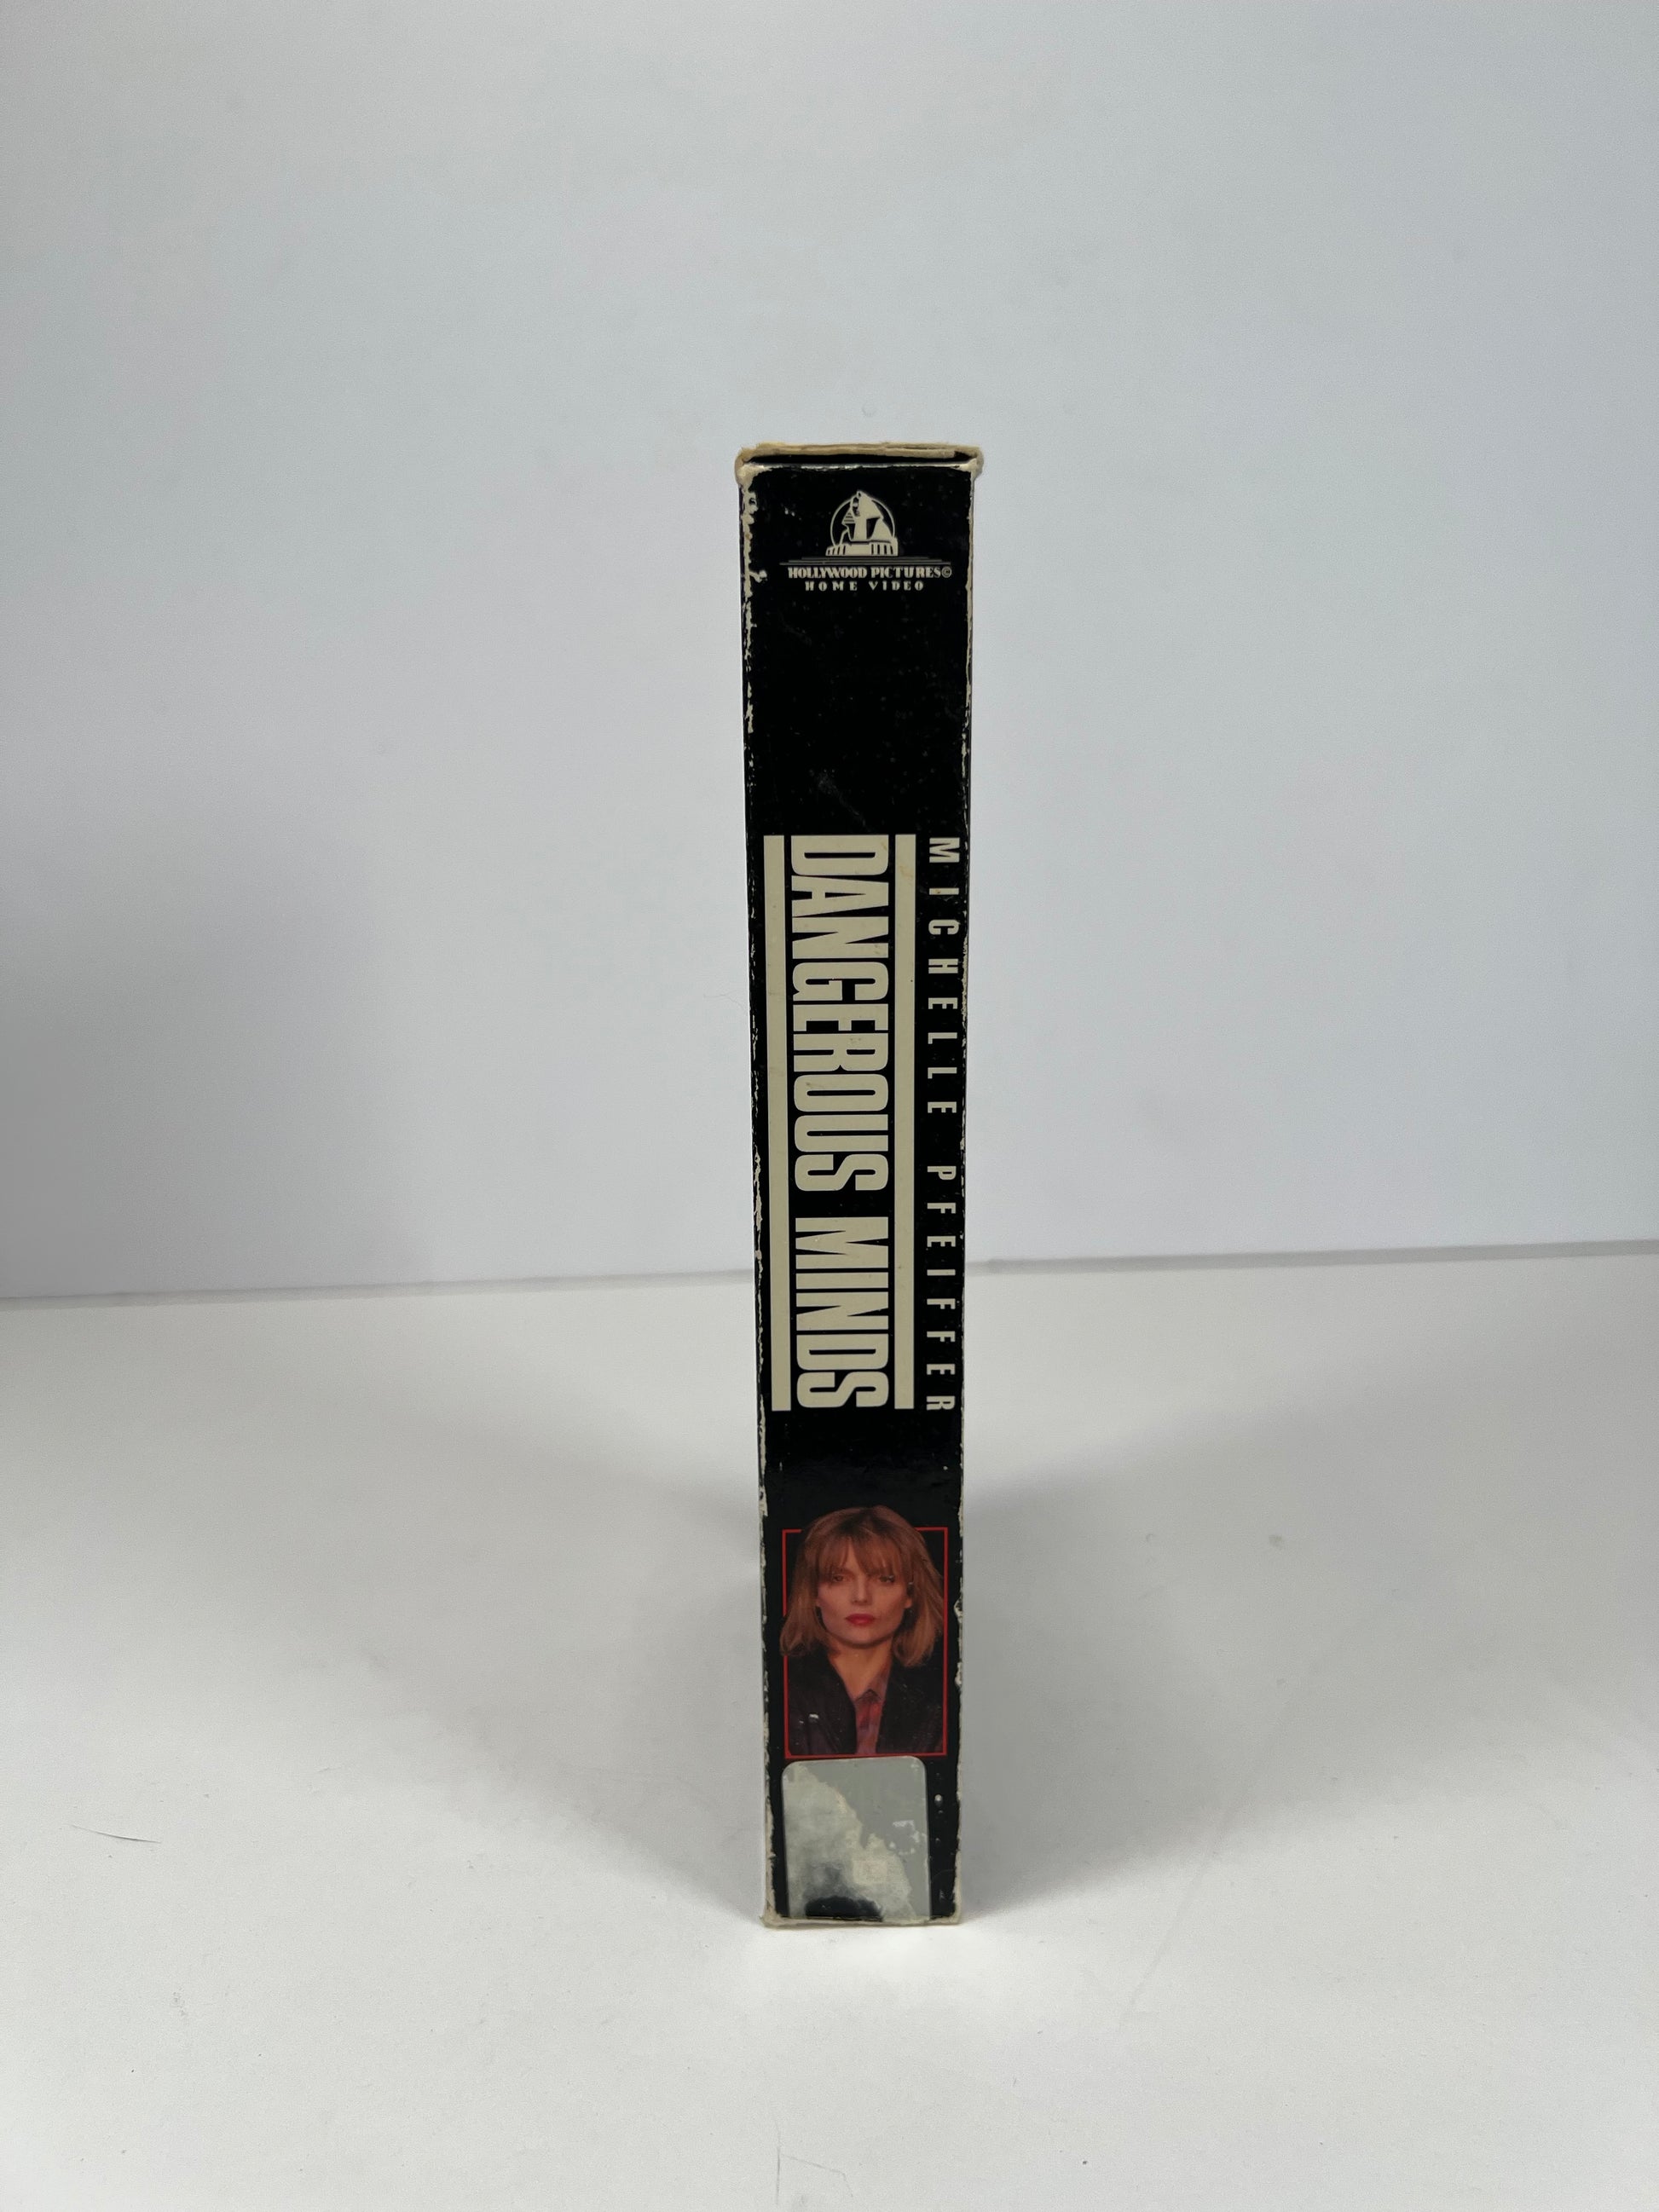 HOLLYWOOD PICTURES©
HOME VIDEO
MICHELLE PFEIFFER
DANGEROUS MINDS